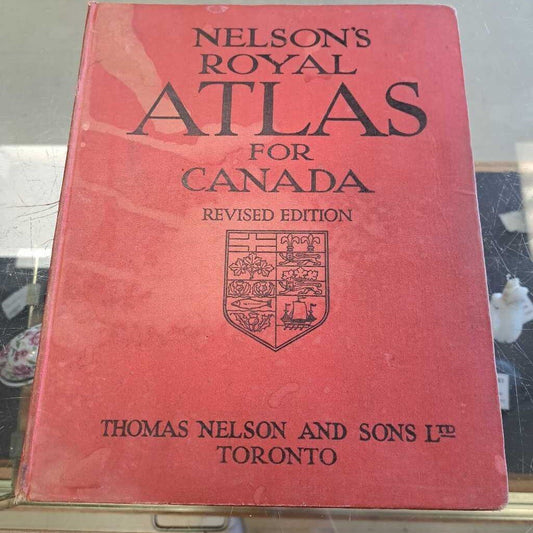 NELSON'S
ROYAL
ATLAS
FOR
CANADA
REVISED EDITION
THOMAS NELSON AND SONS LTD
TORONTO